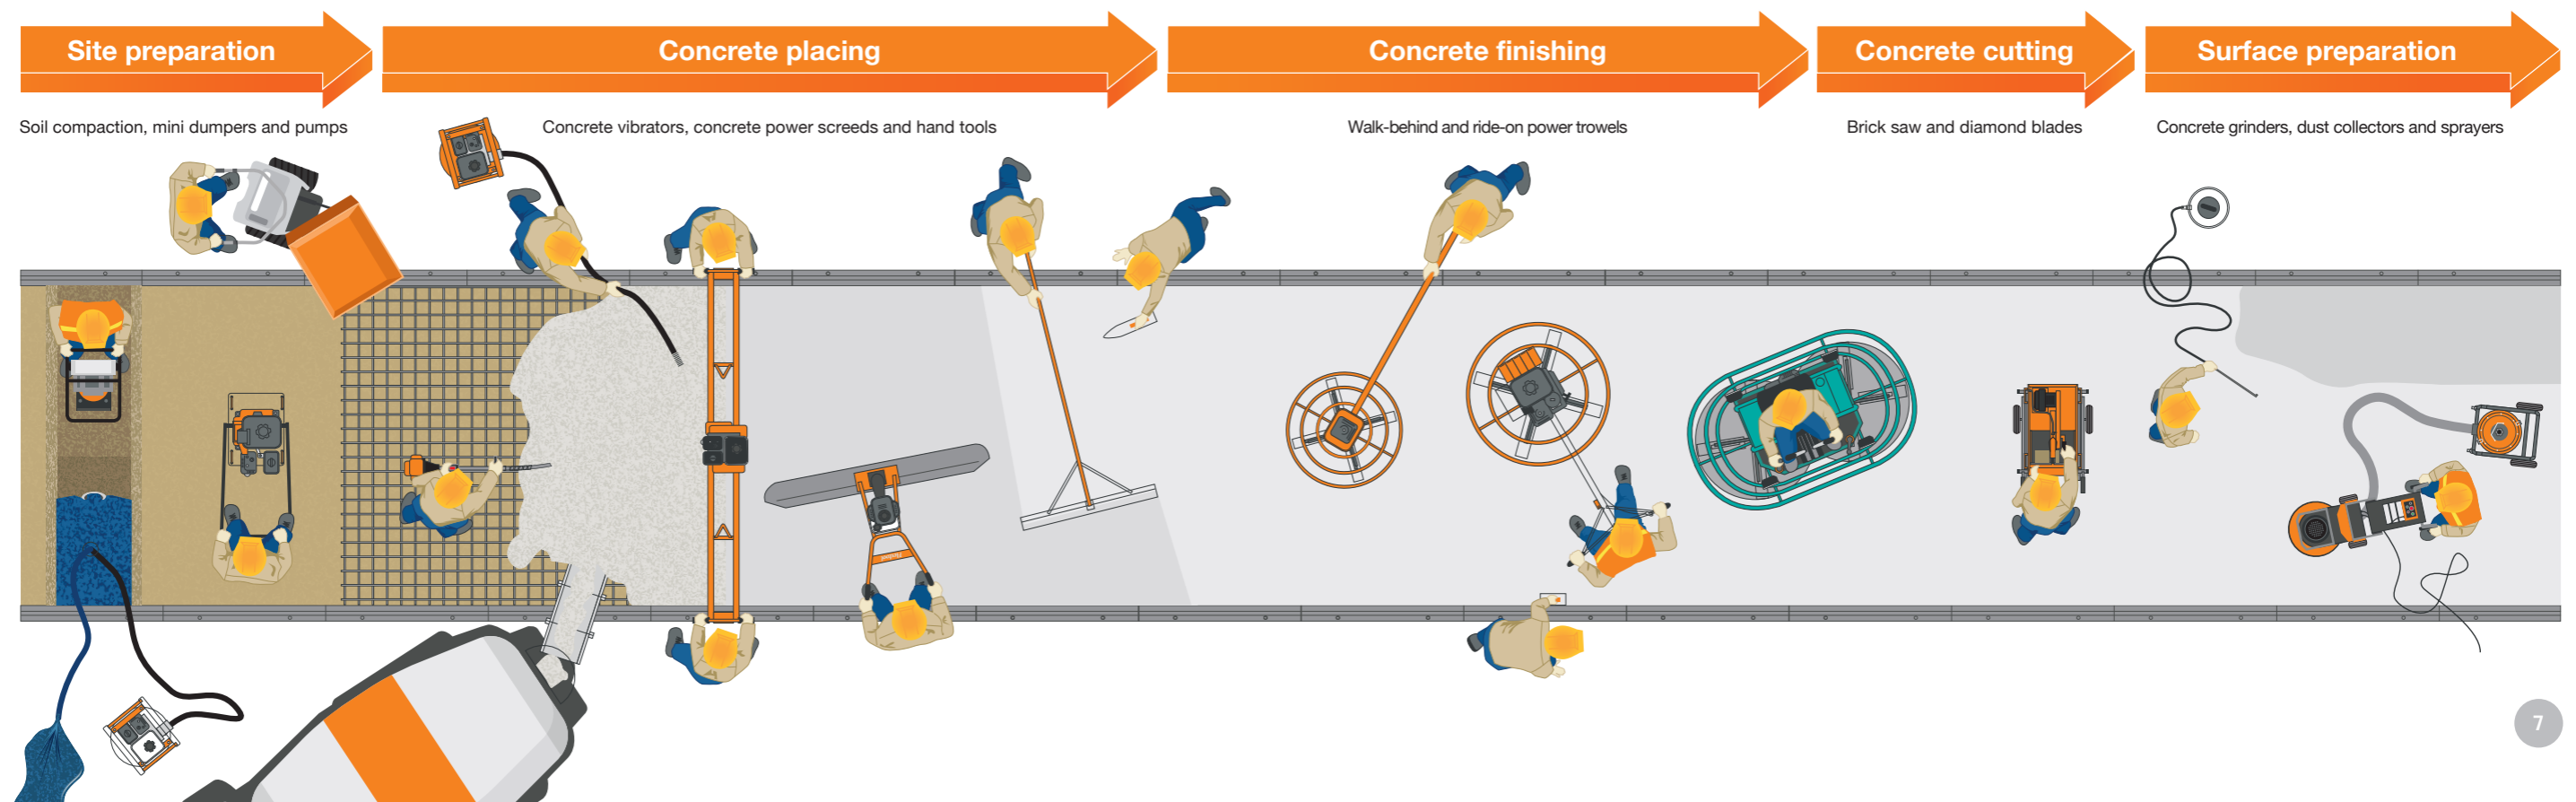 Site preparation
Concrete placing
Concrete finishing
Concrete cutting
Surface preparation
Soil compaction, mini dumpers and pumps
Concrete vibrators, concrete power screeds and hand tools
Walk-behind and ride-on power trowels
Brick saw and diamond blades
Concrete grinders, dust collectors and sprayers
7